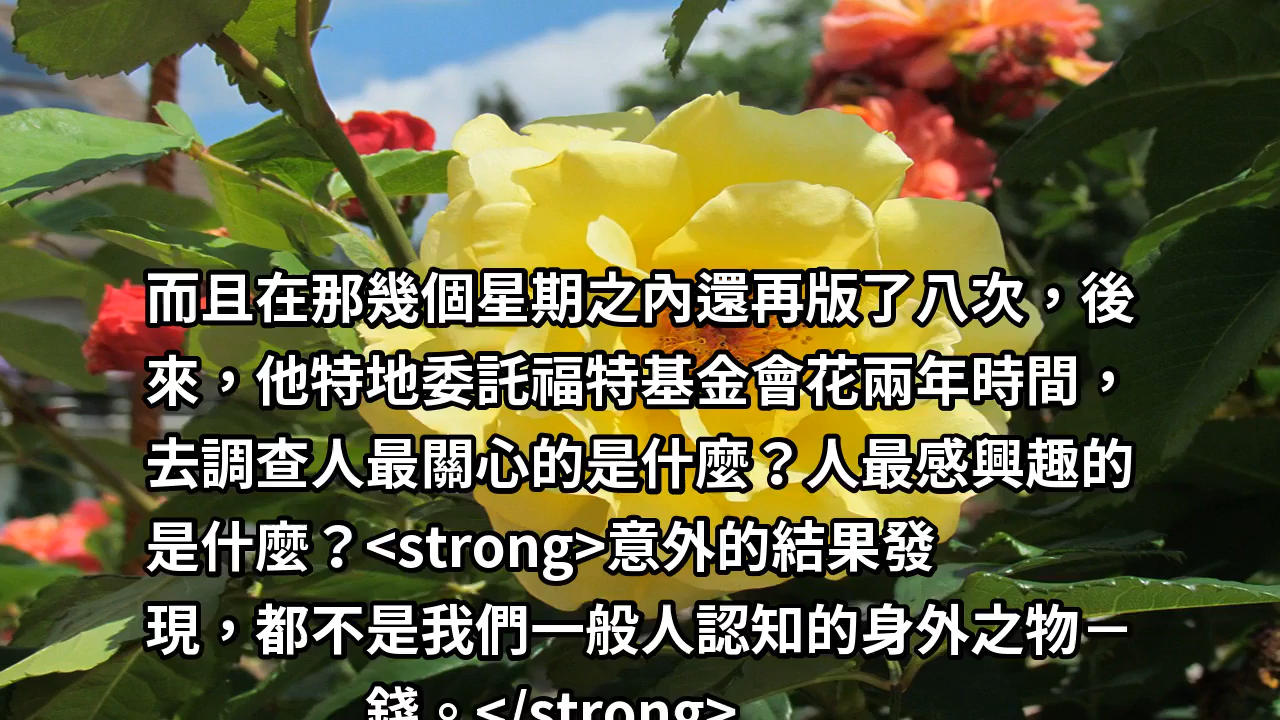 而且在那幾個星期之內還再版了八次，後
來，他特地委託福特基金會花兩年時間，
去調查人最關心的是什麼？人最感興趣的
是什麼？<strong>意外的結果發
現，都不是我們一般人認知的身外之物－
錢。</strong>